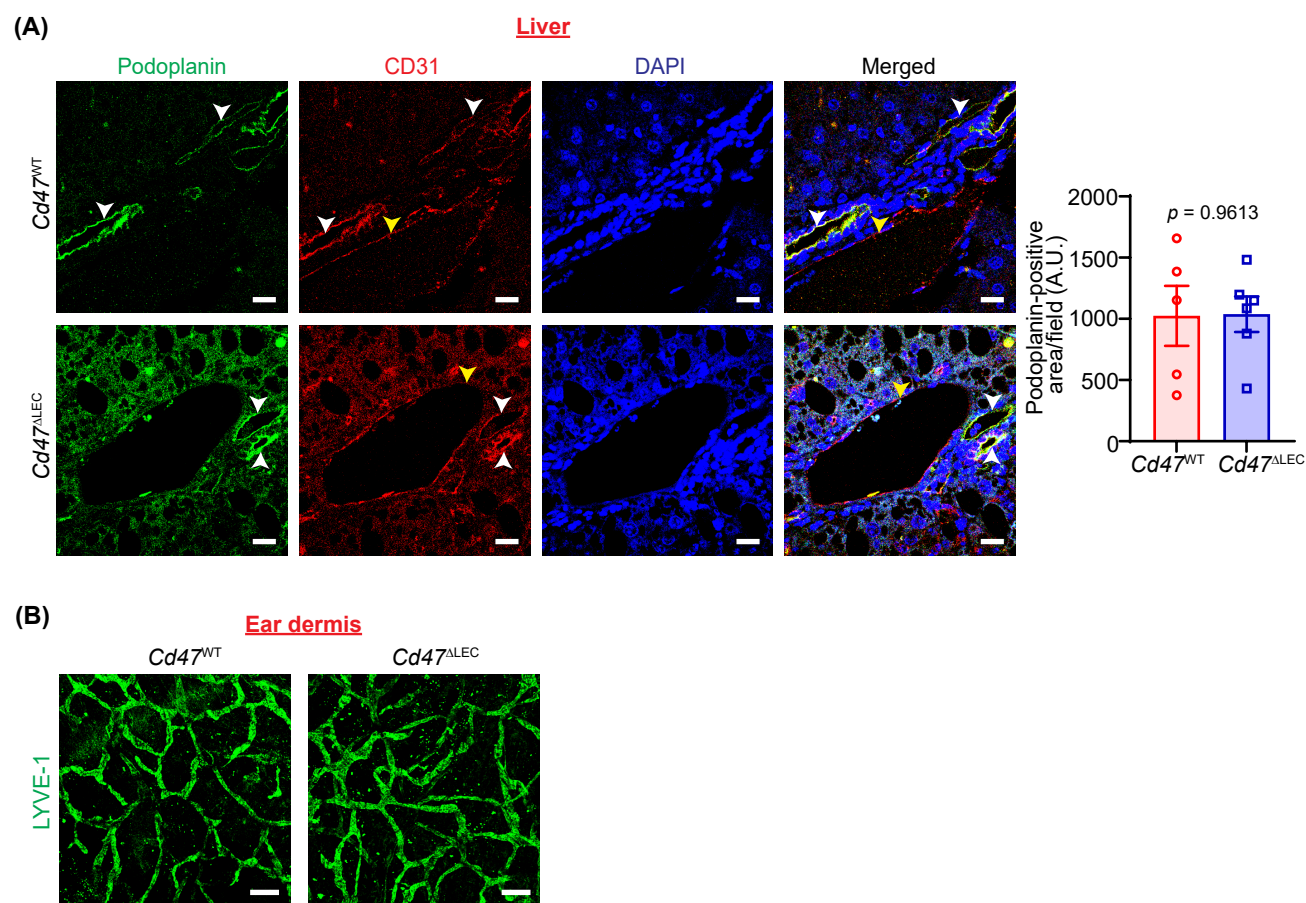 (A)
Liver
Podoplanin CD31 DAPI Merged
Cd47WT
Cd47ΔLEC
Podoplanin-positive
area/field (A.U.)
2000
1500
1000
500
0
p = 0.9613
Cd47WT Cd47ΔLEC
(B)
Ear dermis
Cd47WT Cd47ΔLEC
LYVE-1